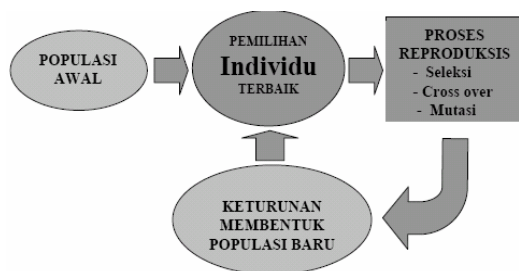 POPULASI
AWAL
PEMILIHAN
Individu
TERBAIK
PROSES
REPRODUKSIS
- Seleksi
- Cross over
- Mutasi
KETURUNAN
MEMBENTUK
POPULASI BARU